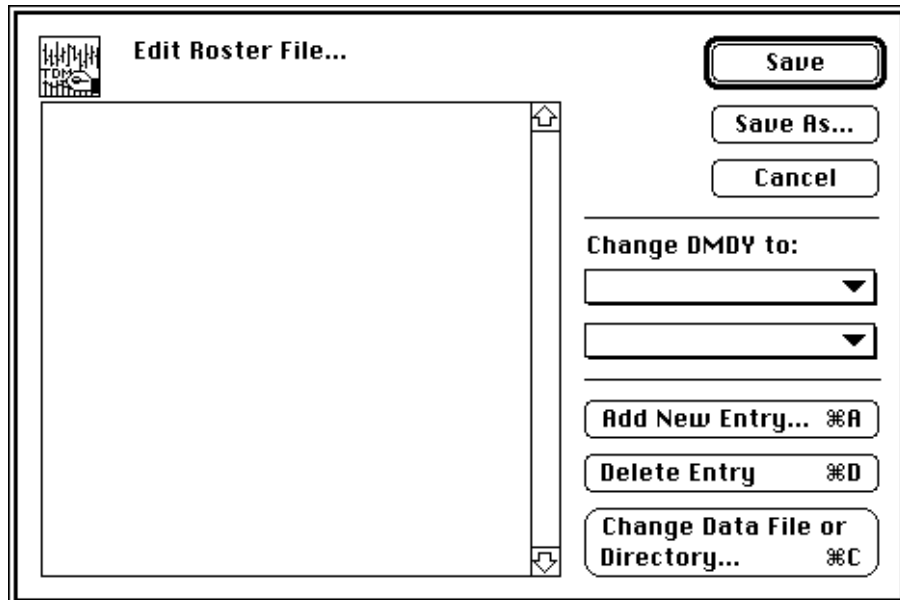 TDM
Edit Roster File...
Save
Save As...
Cancel
Change DMDY to:
Add New Entry... ⌘A
Delete Entry ⌘D
Change Data File or
Directory... ⌘C